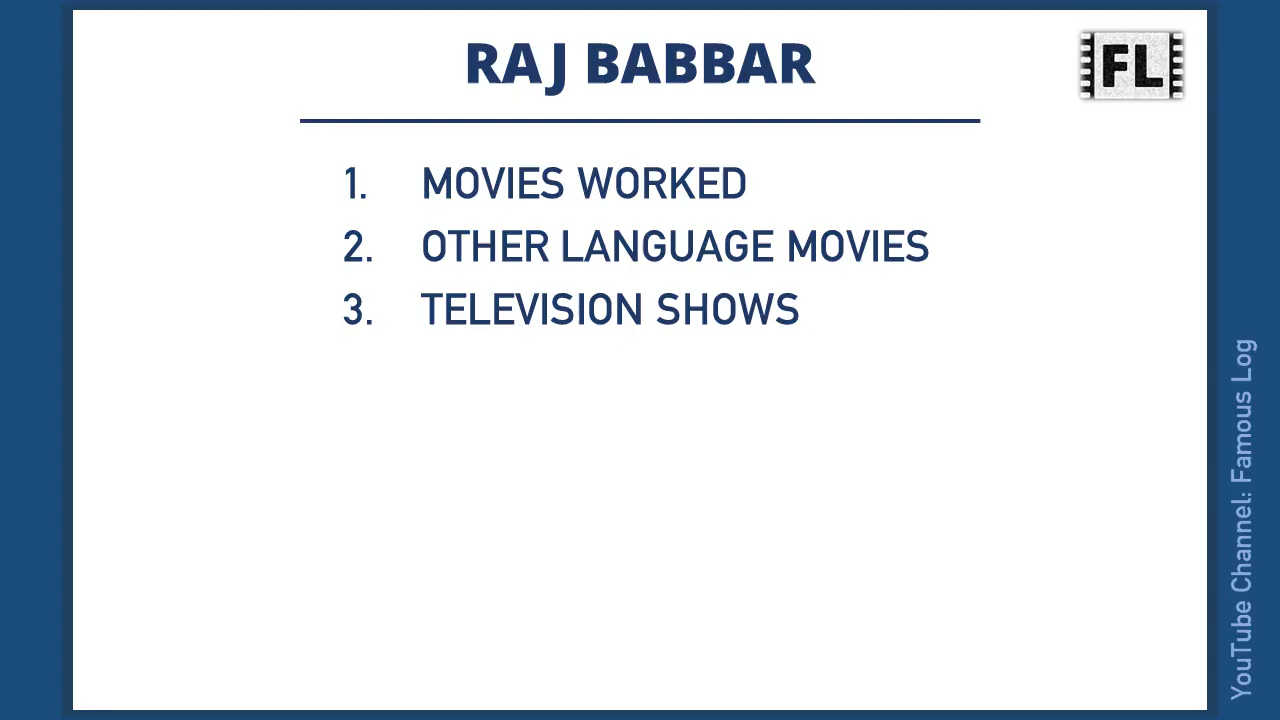 RAJ BABBAR
FL
1. MOVIES WORKED
2. OTHER LANGUAGE MOVIES
3. TELEVISION SHOWS
YouTube Channel: Famous Log